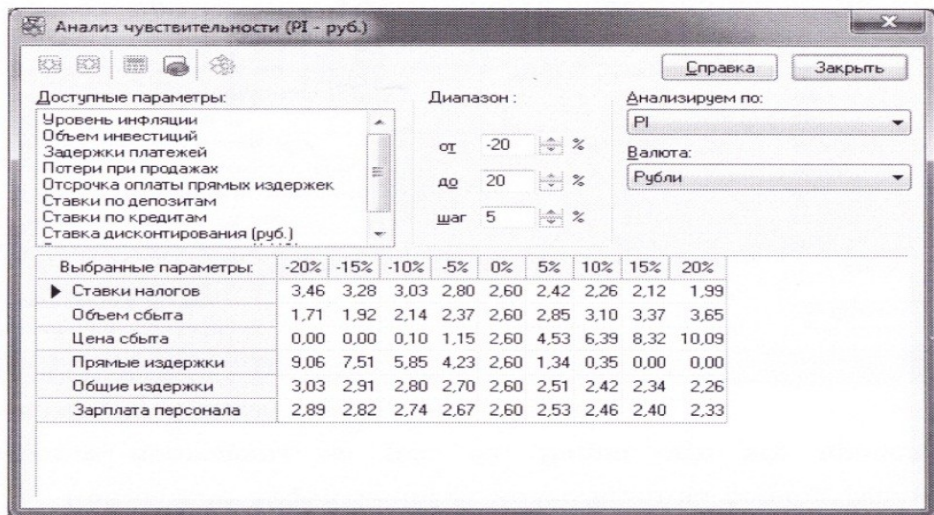 Анализ чувствительности (PI - руб.)
Справка
Закрыть
Доступные параметры:
Уровень инфляции
Объем инвестиций
Задержки платежей
Потери при продажах
Отсрочка оплаты прямых издержек
Ставки по депозитам
Ставки по кредитам
Ставка дисконтирования (руб.)
Диапазон :
от -20 %
до 20 %
шаг 5 %
Анализируем по:
PI
Валюта:
Рубли
Выбранные параметры: -20% -15% -10% -5% 0% 5% 10% 15% 20%
Ставки налогов 3,46 3,28 3,03 2,80 2,60 2,42 2,26 2,12 1,99
Объем сбыта 1,71 1,92 2,14 2,37 2,60 2,85 3,10 3,37 3,65
Цена сбыта 0,00 0,00 0,10 1,15 2,60 4,53 6,39 8,32 10,09
Прямые издержки 9,06 7,51 5,85 4,23 2,60 1,34 0,35 0,00 0,00
Общие издержки 3,03 2,91 2,80 2,70 2,60 2,51 2,42 2,34 2,26
Зарплата персонала 2,89 2,82 2,74 2,67 2,60 2,53 2,46 2,40 2,33